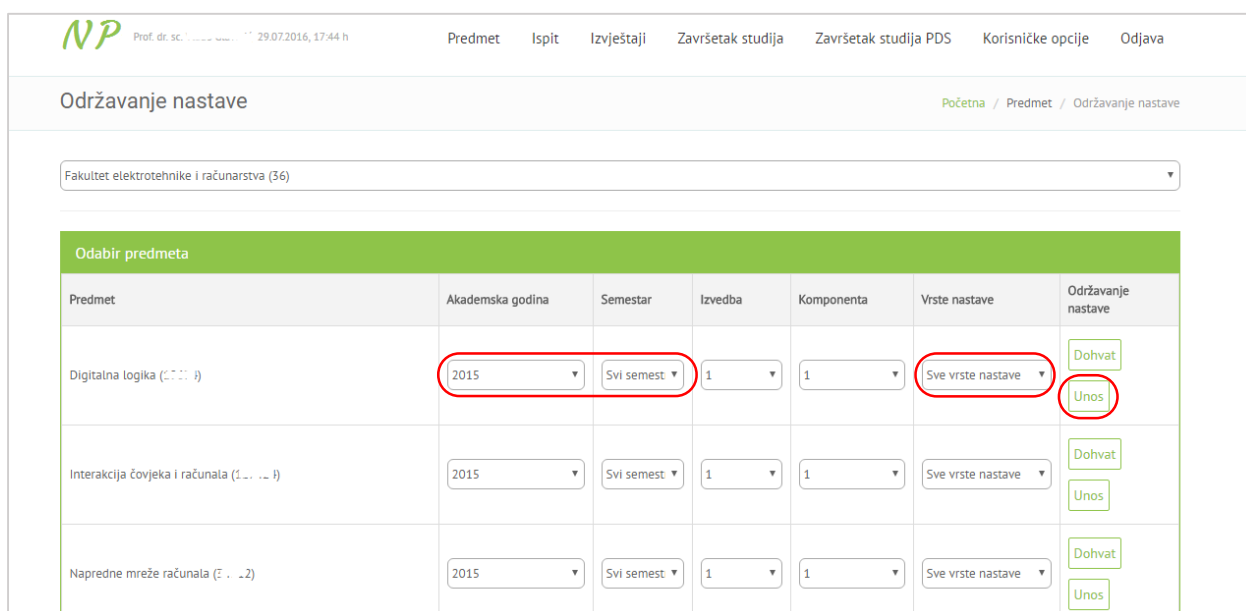 NP Prof. dr. sc. 29.07.2016, 17:44 h Predmet Ispit Izvještaji Završetak studija Završetak studija PDS Korisničke opcije Odjava
Održavanje nastave Početna / Predmet / Održavanje nastave
Fakultet elektrotehnike i računarstva (36)
Odabir predmeta
Predmet Akademska godina Semestar Izvedba Komponenta Vrste nastave Održavanje
nastave
Dohvat
Digitalna logika 2015 Svi semest 1 1 Sve vrste nastave
Unos
Dohvat
Interakcija čovjeka i računala 2015 Svi semest 1 1 Sve vrste nastave
Unos
Dohvat
Napredne mreže računala 2015 Svi semest 1 1 Sve vrste nastave
Unos